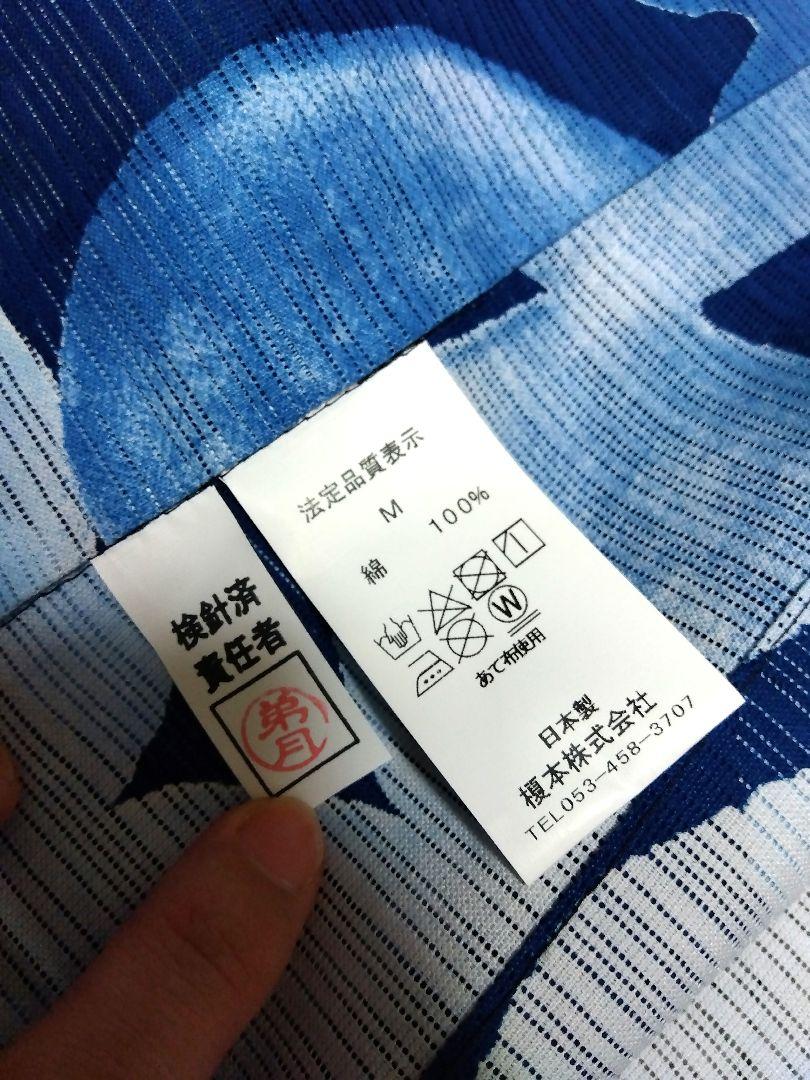 検針済
責任者
弟月
法定品質表示
M
綿 100%
W
あて布使用
日本製
榎本株式会社
TEL053-458-3707